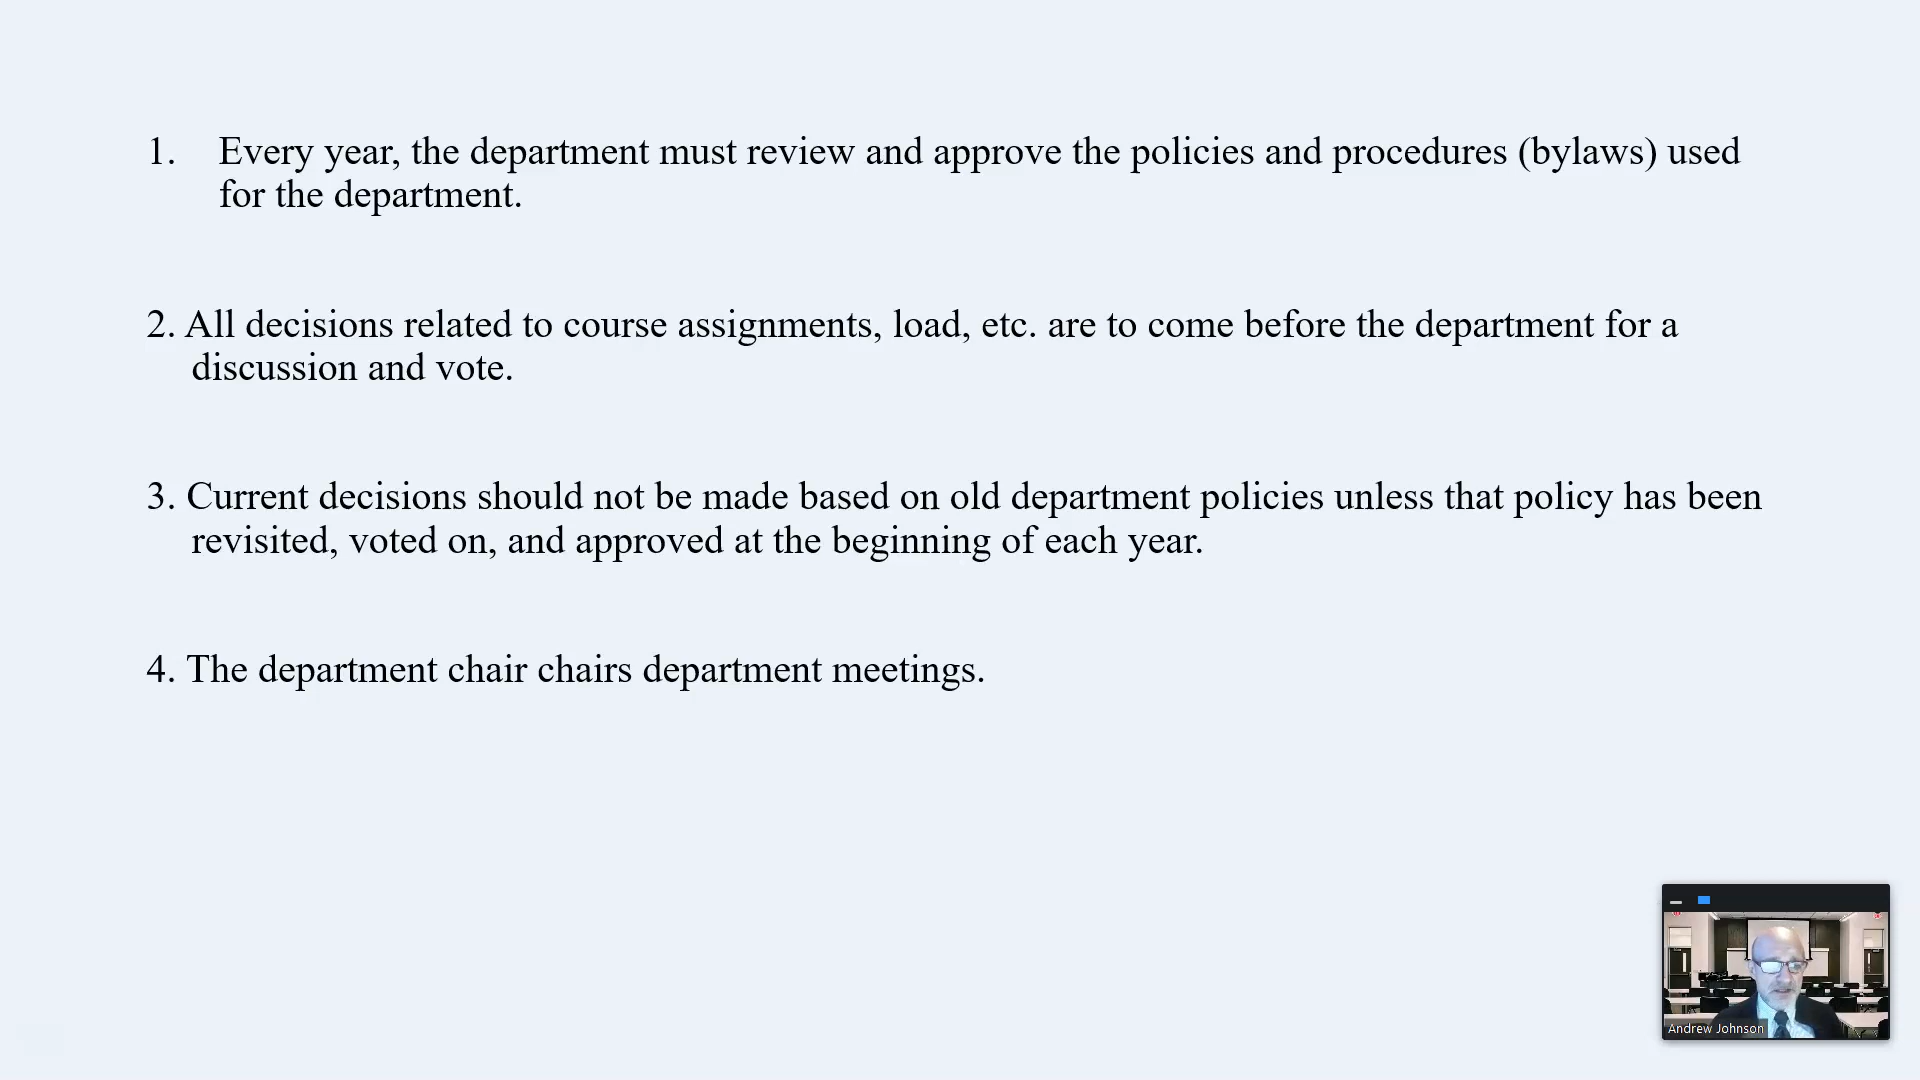 1. Every year, the department must review and approve the policies and procedures (bylaws) used
for the department.
2. All decisions related to course assignments, load, etc. are to come before the department for a
discussion and vote.
3. Current decisions should not be made based on old department policies unless that policy has been
revisited, voted on, and approved at the beginning of each year.
4. The department chair chairs department meetings.
Andrew Johnson